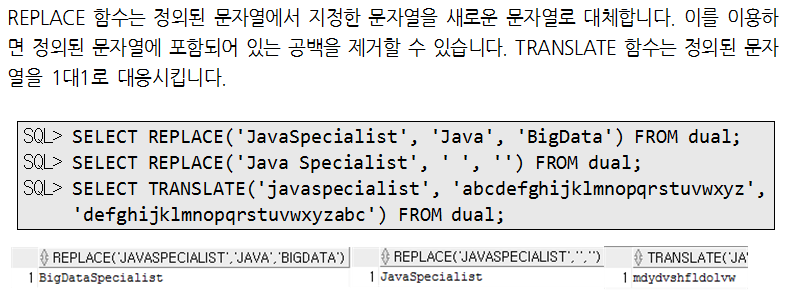 REPLACE 함수는 정의된 문자열에서 지정한 문자열을 새로운 문자열로 대체합니다. 이를 이용하
면 정의된 문자열에 포함되어 있는 공백을 제거할 수 있습니다. TRANSLATE 함수는 정의된 문자
열을 1대1로 대응시킵니다.
SQL> SELECT REPLACE('JavaSpecialist', 'Java', 'BigData') FROM dual;
SQL> SELECT REPLACE('Java Specialist', ' ', '') FROM dual;
SQL> SELECT TRANSLATE('javaspecialist', 'abcdefghijklmnopqrstuvwxyz',
'defghijklmnopqrstuvwxyzabc') FROM dual;
REPLACE('JAVASPECIALIST','JAVA','BIGDATA')
1 BigDataSpecialist
REPLACE('JAVASPECIALIST','','')
1 JavaSpecialist
TRANSLATE('JA'
1 mdydvshfldolvw